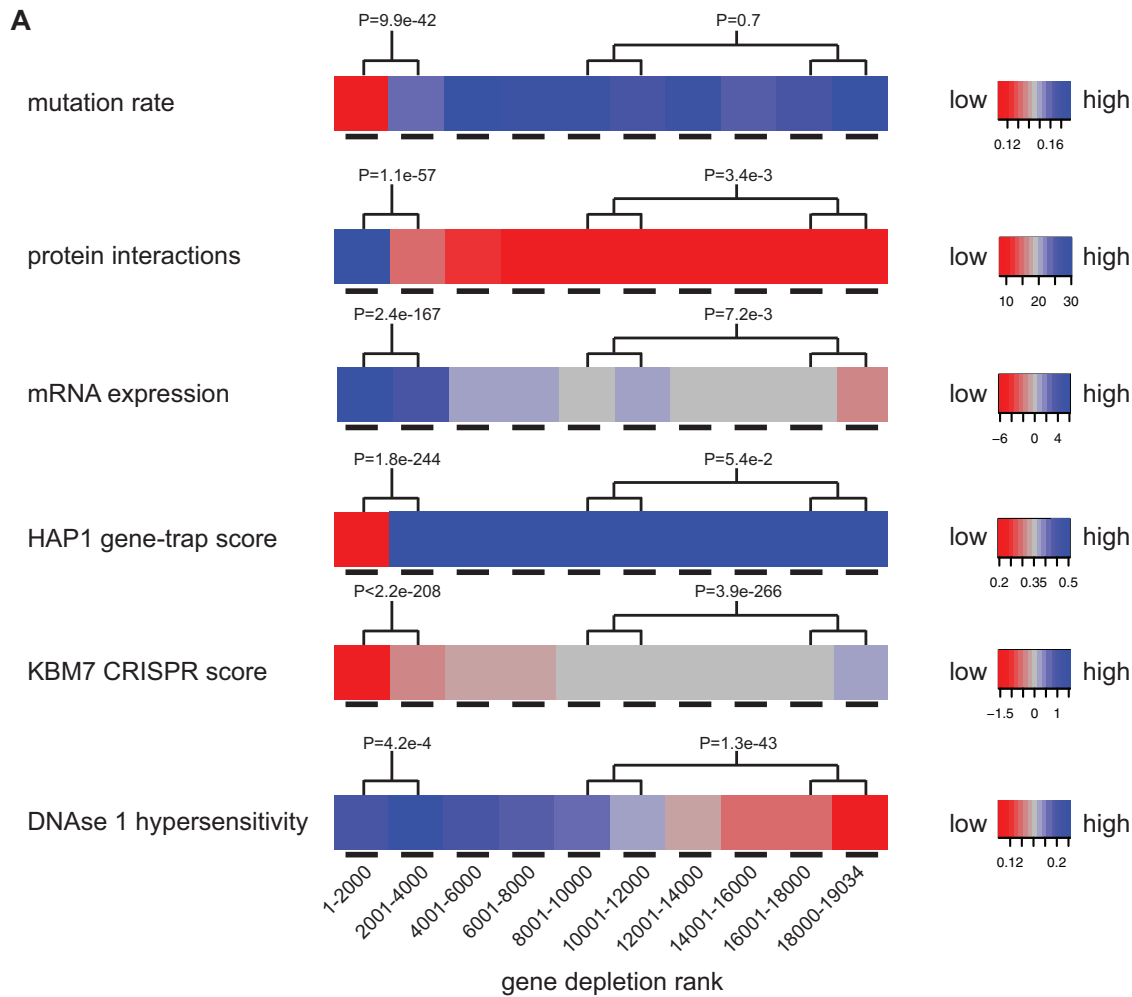 A
P=9.9e-42 P=0.7
mutation rate
low high
0.12 0.16
P=1.1e-57 P=3.4e-3
protein interactions
low high
10 20 30
P=2.4e-167 P=7.2e-3
mRNA expression
low high
−6 0 4
P=1.8e-244 P=5.4e-2
HAP1 gene-trap score
low high
0.2 0.35 0.5
P<2.2e-208 P=3.9e-266
KBM7 CRISPR score
low high
−1.5 0 1
P=4.2e-4 P=1.3e-43
DNAse 1 hypersensitivity
low high
0.12 0.2
1-2000 2001-4000 4001-6000 6001-8000 8001-10000 10001-12000 12001-14000 14001-16000 16001-18000 18000-19034
gene depletion rank